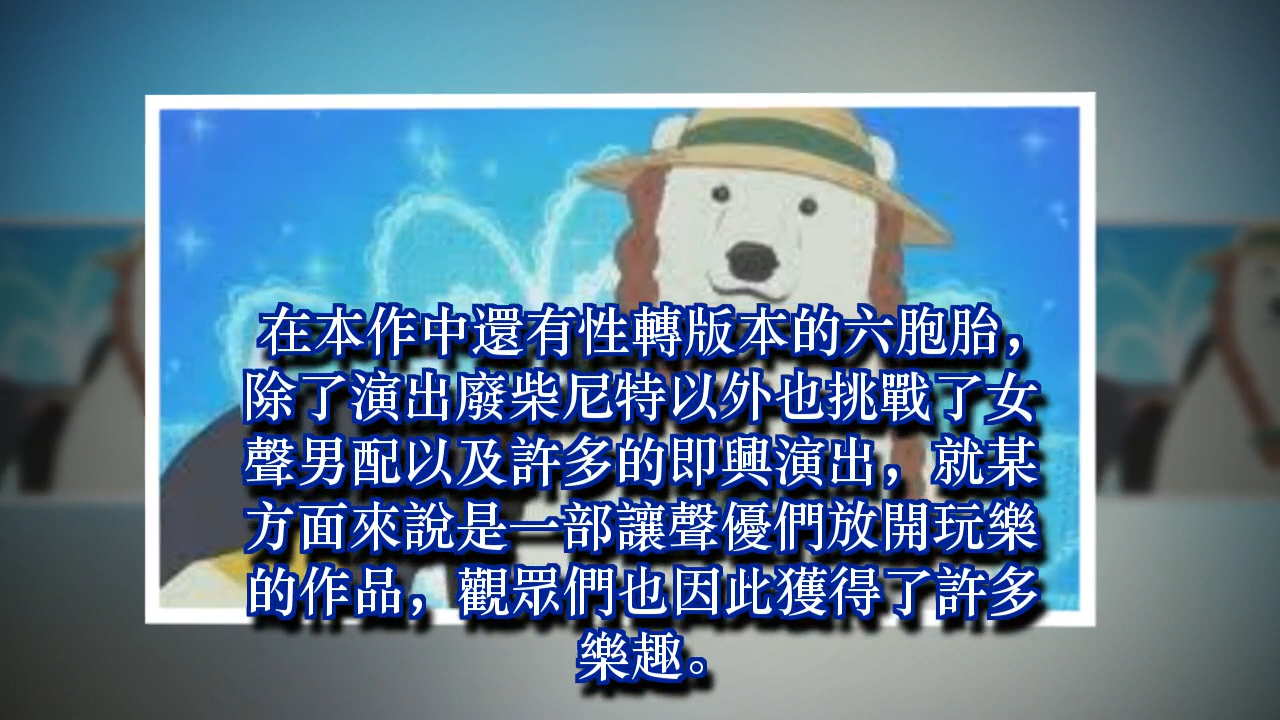 在本作中還有性轉版本的六胞胎，
除了演出廢柴尼特以外也挑戰了女
聲男配以及許多的即興演出，就某
方面來說是一部讓聲優們放開玩樂
的作品，觀眾們也因此獲得了許多
樂趣。